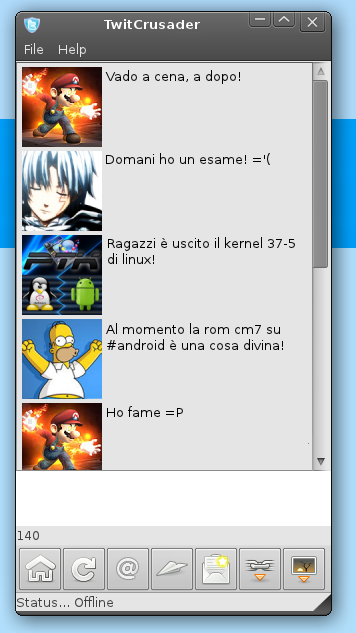 TwitCrusader
File Help
Vado a cena, a dopo!
Domani ho un esame! ='(
Ragazzi è uscito il kernel 37-5
di linux!
Al momento la rom cm7 su
#android è una cosa divina!
Ho fame =P
140
@
Status... Offline